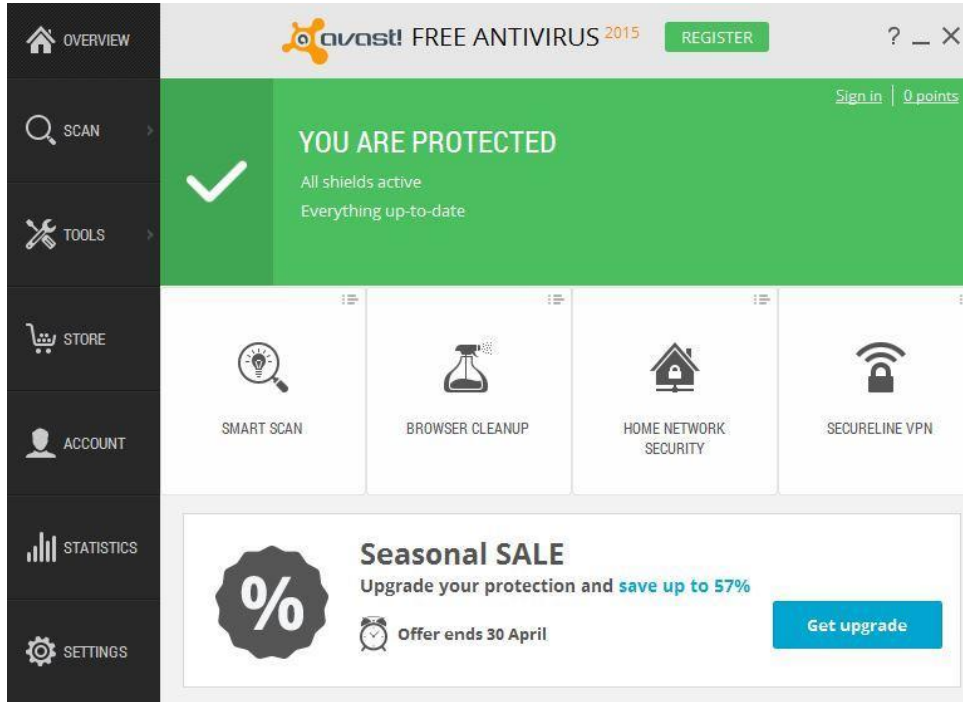 OVERVIEW
avast! FREE ANTIVIRUS 2015
REGISTER
? _ X
Sign in | 0 points
SCAN
YOU ARE PROTECTED
All shields active
Everything up-to-date
TOOLS
STORE
ACCOUNT
STATISTICS
SETTINGS
SMART SCAN
BROWSER CLEANUP
HOME NETWORK
SECURITY
SECURELINE VPN
%
Seasonal SALE
Upgrade your protection and save up to 57%
Offer ends 30 April
Get upgrade